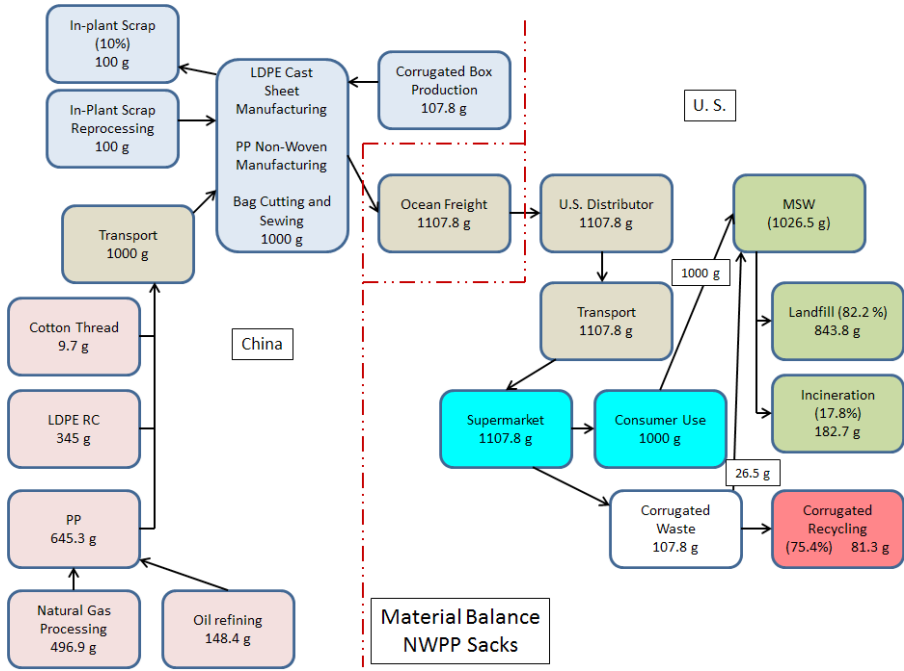 In-plant Scrap
(10%)
100 g
In-Plant Scrap
Reprocessing
100 g
LDPE Cast
Sheet
Manufacturing
PP Non-Woven
Manufacturing
Bag Cutting and
Sewing
1000 g
Corrugated Box
Production
107.8 g
U. S.
Transport
1000 g
Ocean Freight
1107.8 g
U.S. Distributor
1107.8 g
MSW
(1026.5 g)
1000 g
Cotton Thread
9.7 g
China
Transport
1107.8 g
Landfill (82.2 %)
843.8 g
LDPE RC
345 g
Supermarket
1107.8 g
Consumer Use
1000 g
Incineration
(17.8%)
182.7 g
26.5 g
PP
645.3 g
Corrugated
Waste
107.8 g
Corrugated
Recycling
(75.4%) 81.3 g
Natural Gas
Processing
496.9 g
Oil refining
148.4 g
Material Balance
NWPP Sacks